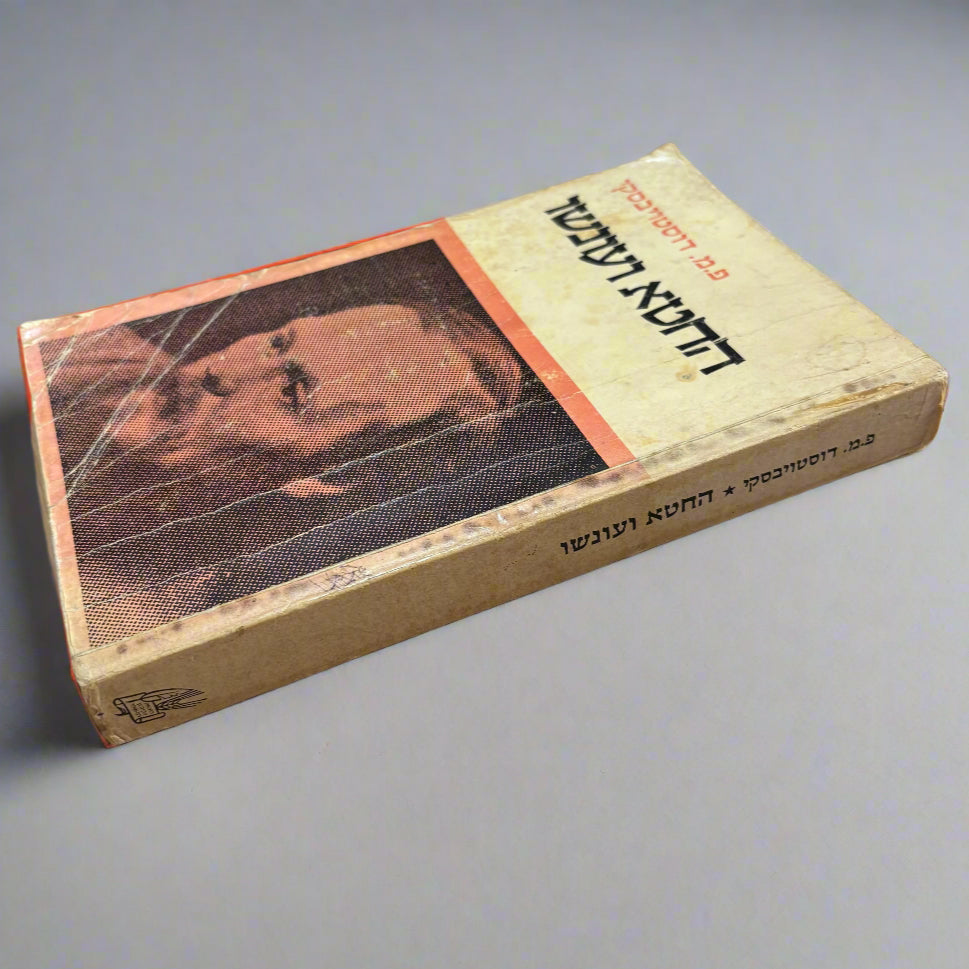 פ.מ. דוסטויבסקי
החטא ועונשו
פ.מ. דוסטויבסקי ★ החטא ועונשו